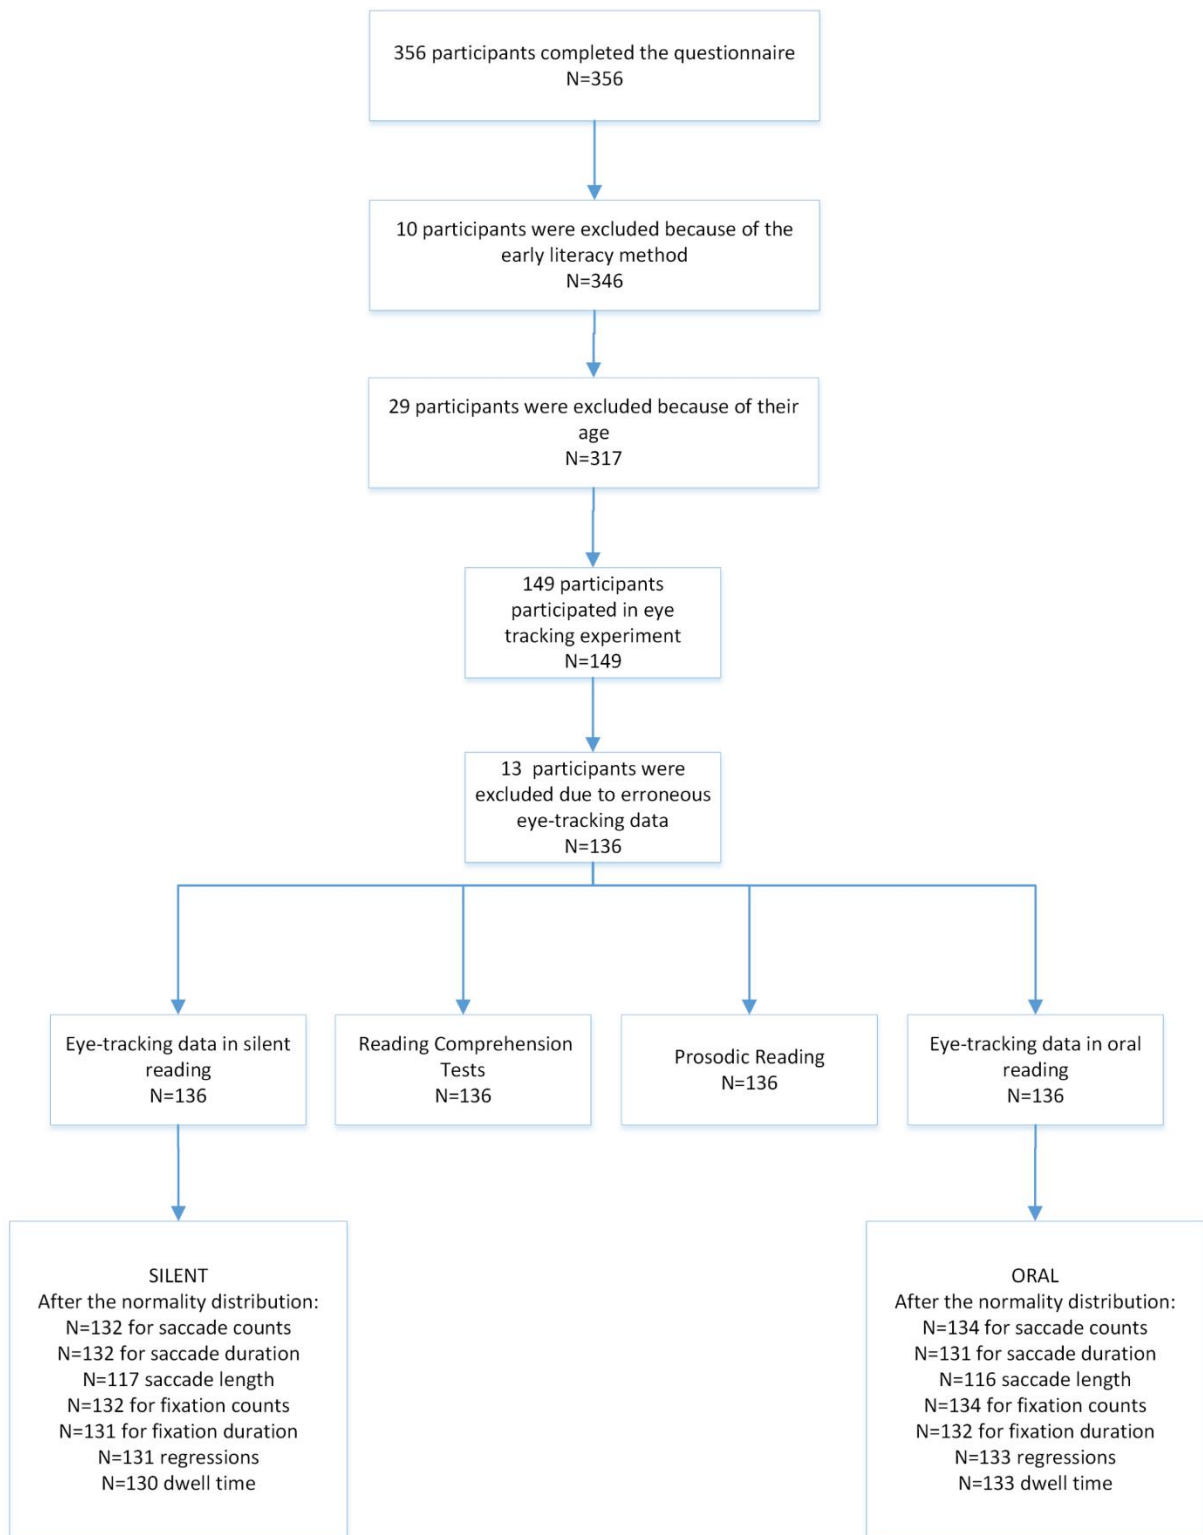 356 participants completed the questionnaire
N=356
10 participants were excluded because of the
early literacy method
N=346
29 participants were excluded because of their
age
N=317
149 participants
participated in eye
tracking experiment
N=149
13 participants were
excluded due to erroneous
eye-tracking data
N=136
Eye-tracking data in silent
reading
N=136
Reading Comprehension
Tests
N=136
Prosodic Reading
N=136
Eye-tracking data in oral
reading
N=136
SILENT
After the normality distribution:
N=132 for saccade counts
N=132 for saccade duration
N=117 saccade length
N=132 for fixation counts
N=131 for fixation duration
N=131 regressions
N=130 dwell time
ORAL
After the normality distribution:
N=134 for saccade counts
N=131 for saccade duration
N=116 saccade length
N=134 for fixation counts
N=132 for fixation duration
N=133 regressions
N=133 dwell time